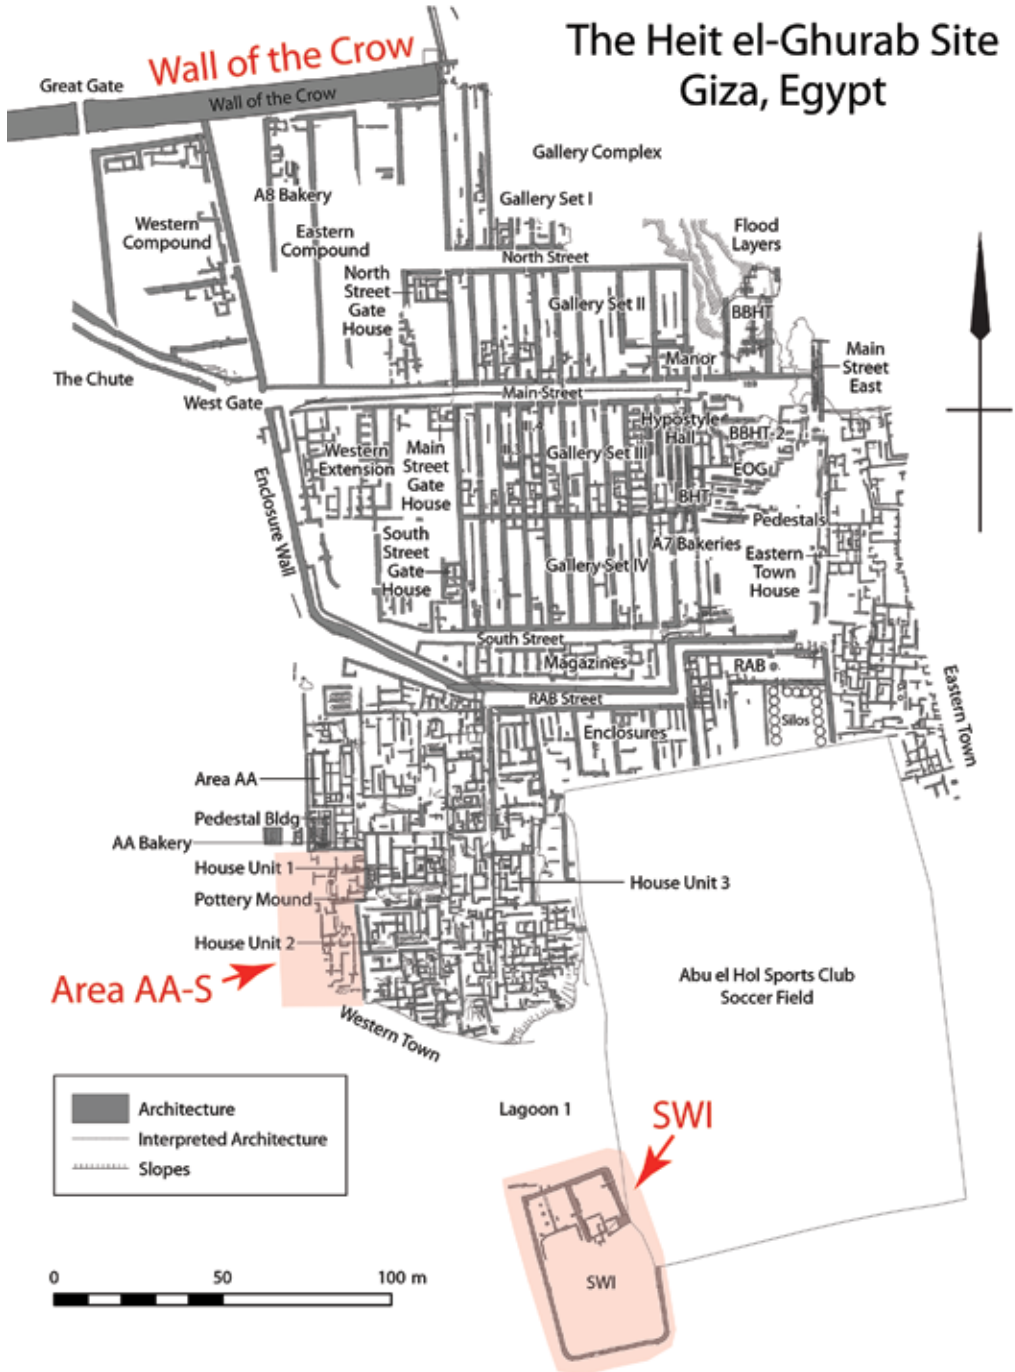 The Heit el-Ghurab Site
Giza, Egypt
Wall of the Crow
Great Gate
Wall of the Crow
Gallery Complex
A8 Bakery
Gallery Set I
Western
Compound
Eastern
Compound
Flood
Layers
North Street
North
Street
Gate
House
Gallery Set II
BBHT
Manor
Main
Street
East
The Chute
West Gate
Main Street
III.4
Hypostyle
Hall
BBHT-2
Western
Extension
Main
Street
Gate
House
III.3
Gallery Set III
EOG
Enclosure Wall
BHT
Pedestals
South
Street
Gate
House
A7 Bakeries
Gallery Set IV
Eastern
Town
House
South Street
Magazines
RAB
RAB Street
Eastern Town
Enclosures
Silos
Area AA
Pedestal Bldg
AA Bakery
House Unit 1
House Unit 3
Pottery Mound
House Unit 2
Area AA-S
Abu el Hol Sports Club
Soccer Field
Western Town
Architecture
Interpreted Architecture
Slopes
Lagoon 1
SWI
SWI
0
50
100 m